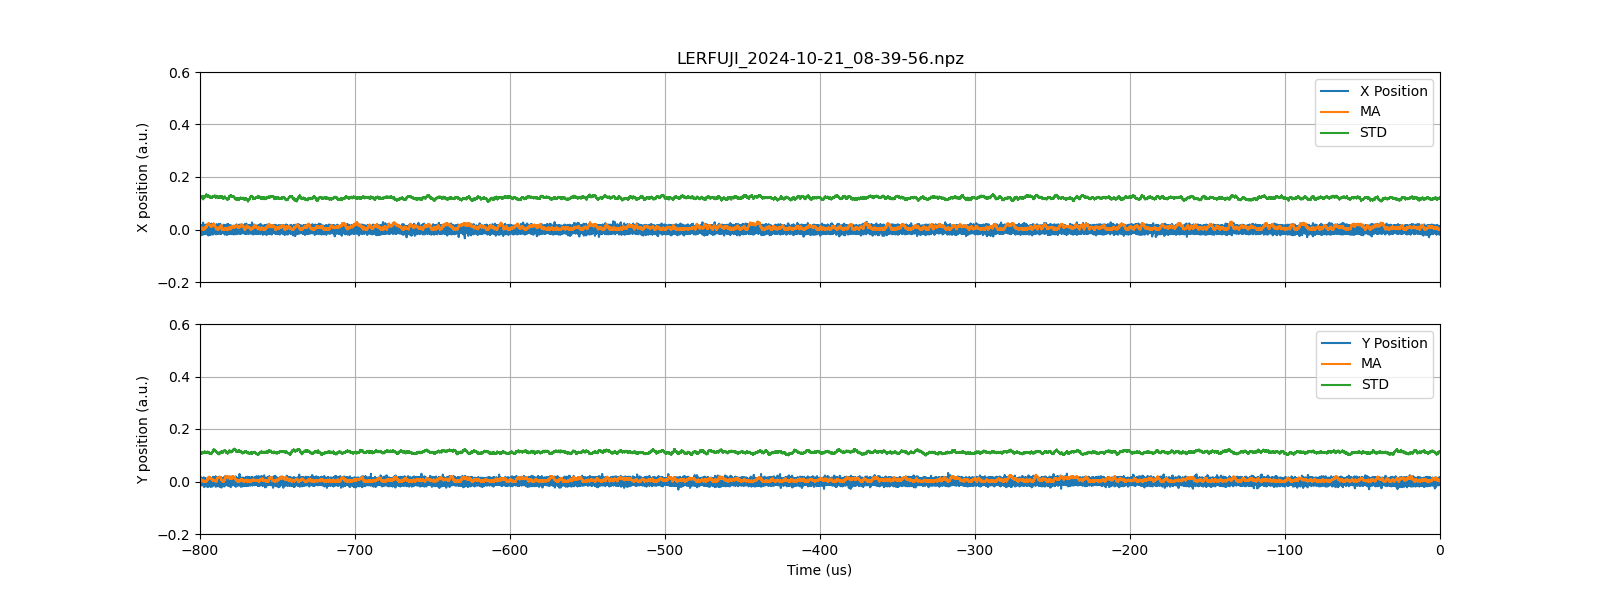 LERFUJI_2024-10-21_08-39-56.npz
0.6
0.4
0.2
0.0
−0.2
X position (a.u.)
X Position
MA
STD
0.6
0.4
0.2
0.0
−0.2
Y position (a.u.)
Y Position
MA
STD
−800 −700 −600 −500 −400 −300 −200 −100 0
Time (us)